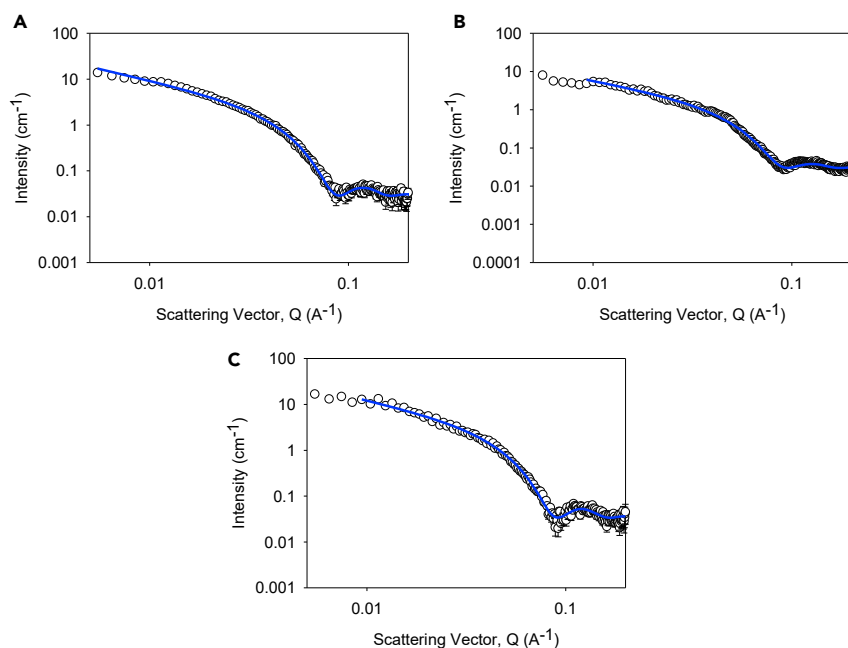 A
100
10
1
0.1
0.01
0.001
Intensity (cm⁻¹)
0.01 0.1
Scattering Vector, Q (A⁻¹)
B
100
10
1
0.1
0.01
0.001
0.0001
Intensity (cm⁻¹)
0.01 0.1
Scattering Vector, Q (A⁻¹)
C
100
10
1
0.1
0.01
0.001
Intensity (cm⁻¹)
0.01 0.1
Scattering Vector, Q (A⁻¹)